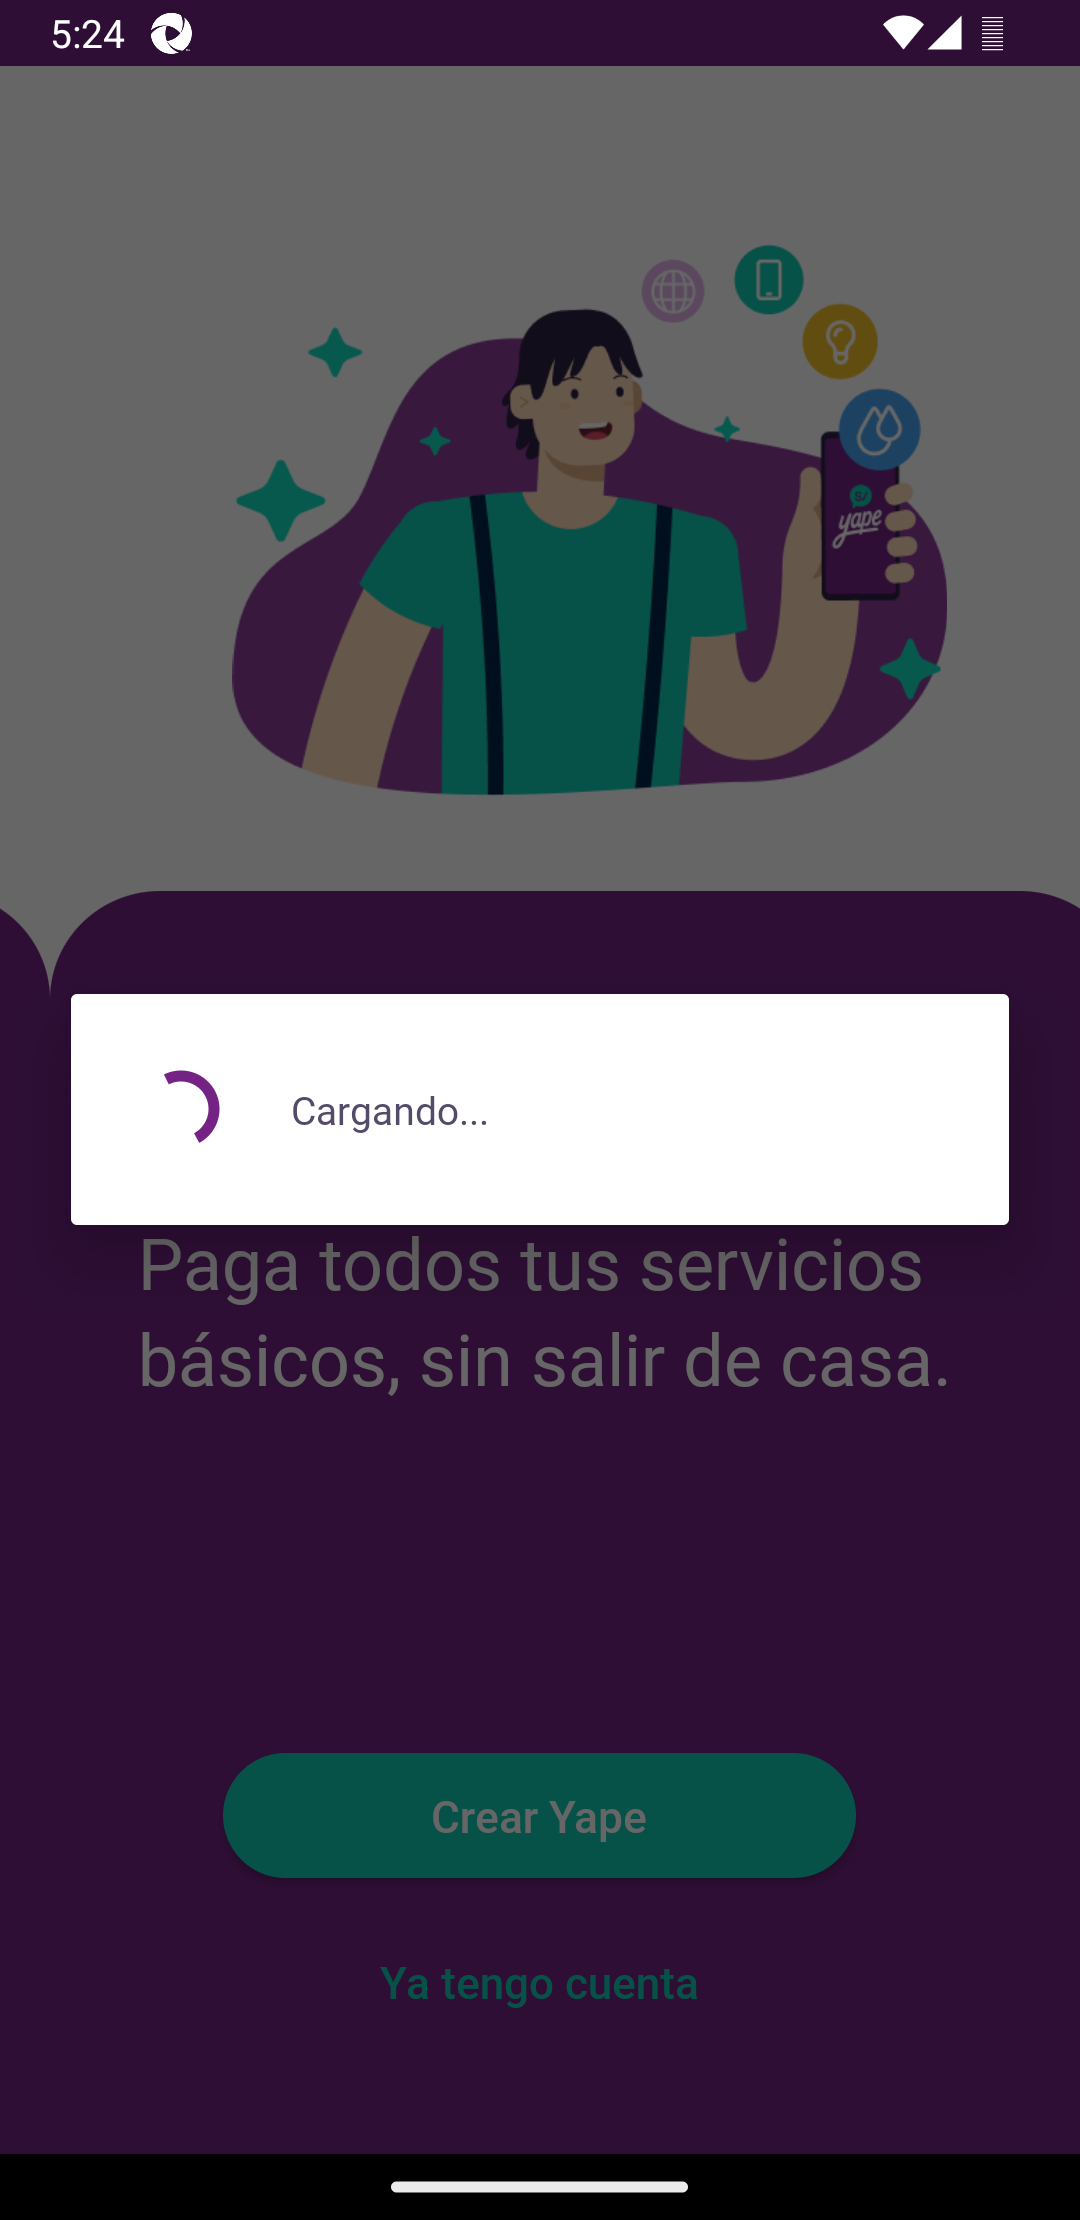 5:24
S/
yape
Cargando...
Paga todos tus servicios
básicos, sin salir de casa.
Crear Yape
Ya tengo cuenta